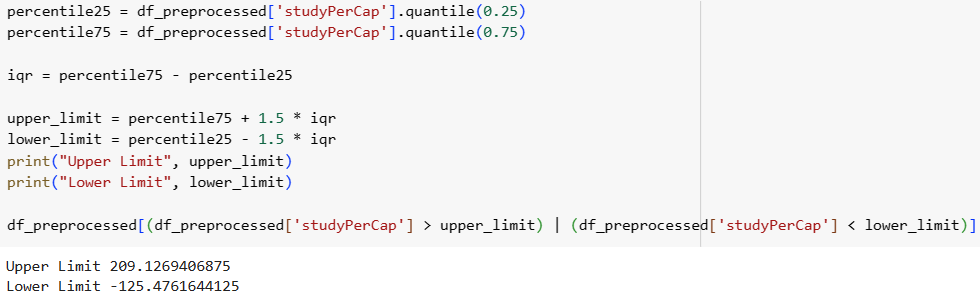 percentile25 = df_preprocessed['studyPerCap'].quantile(0.25)
percentile75 = df_preprocessed['studyPerCap'].quantile(0.75)
iqr = percentile75 - percentile25
upper_limit = percentile75 + 1.5 * iqr
lower_limit = percentile25 - 1.5 * iqr
print("Upper Limit", upper_limit)
print("Lower Limit", lower_limit)
df_preprocessed[(df_preprocessed['studyPerCap'] > upper_limit) | (df_preprocessed['studyPerCap'] < lower_limit)]
Upper Limit 209.1269406875
Lower Limit -125.4761644125